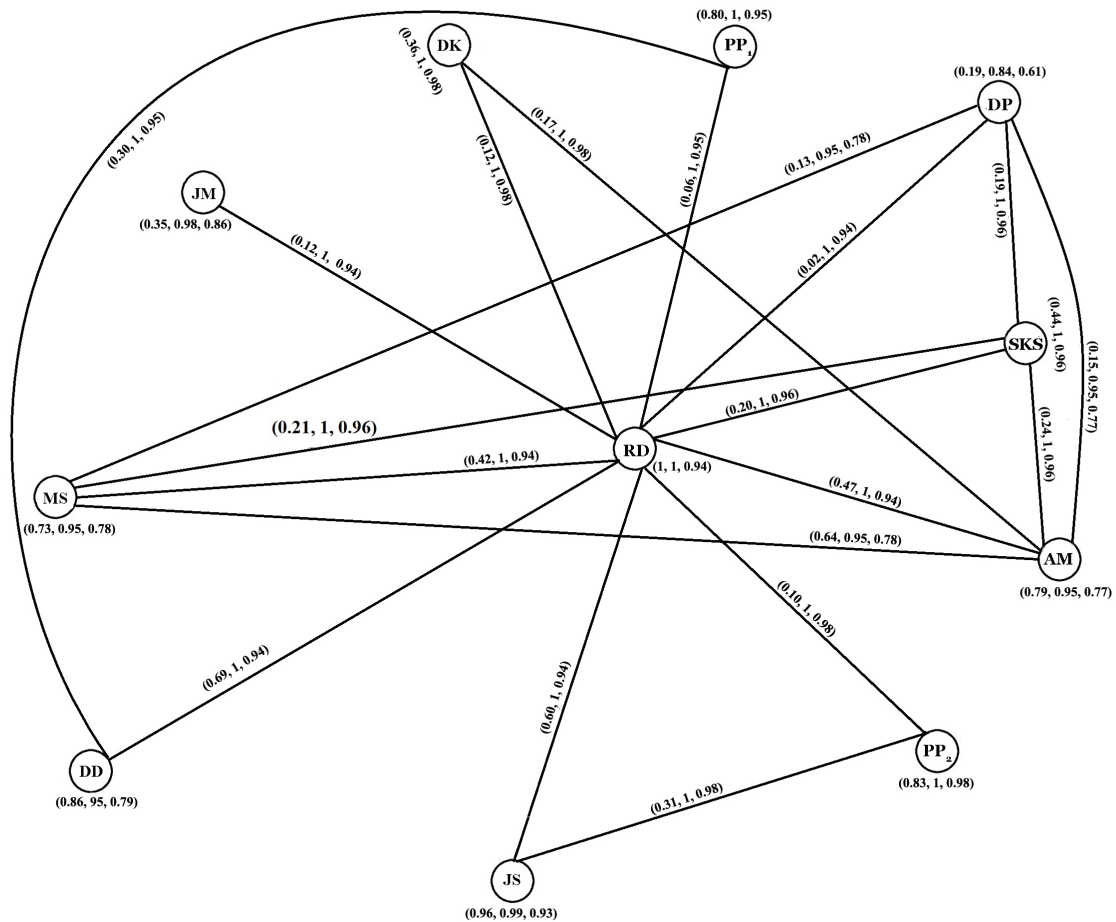 (0.80, 1, 0.95)
PP₁
DK
(0.36, 1, 0.98)
(0.19, 0.84, 0.61)
DP
(0.30, 1, 0.95)
(0.17, 1, 0.98)
(0.12, 1, 0.98)
(0.06, 1, 0.95)
(0.13, 0.95, 0.78)
JM
(0.35, 0.98, 0.86)
(0.19, 1, 0.96)
(0.12, 1, 0.94)
(0.02, 1, 0.94)
SKS
(0.44, 1, 0.96)
(0.15, 0.95, 0.77)
(0.20, 1, 0.96)
(0.21, 1, 0.96)
(0.24, 1, 0.96)
RD
(1, 1, 0.94)
(0.42, 1, 0.94)
MS
(0.73, 0.95, 0.78)
(0.47, 1, 0.94)
(0.64, 0.95, 0.78)
AM
(0.79, 0.95, 0.77)
(0.10, 1, 0.98)
(0.69, 1, 0.94)
(0.60, 1, 0.94)
PP₂
(0.83, 1, 0.98)
DD
(0.86, 95, 0.79)
(0.31, 1, 0.98)
JS
(0.96, 0.99, 0.93)